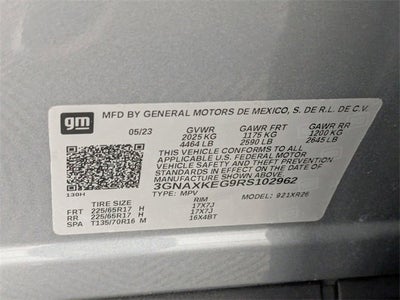 gm
MFD BY GENERAL MOTORS DE MEXICO, S. DE R.L. DE C.V.
05/23 GVWR GAWR FRT GAWR RR
2025 KG 1175 KG 1200 KG
4464 LB 2590 LB 2645 LB
THIS VEHICLE CONFORMS TO ALL
APPLICABLE U.S. FEDERAL MOTOR
VEHICLE SAFETY AND THEFT PREVENTION
STANDARDS IN EFFECT ON THE DATE OF
MANUFACTURE SHOWN ABOVE.
3GNAXKEG9RS102962
130H TYPE: MPV MODEL: 921XR26
TIRE SIZE RIM
FRT 225/65R17 H 17X7J
RR 225/65R17 H 17X7J
SPA T135/70R16 M 16X4BT